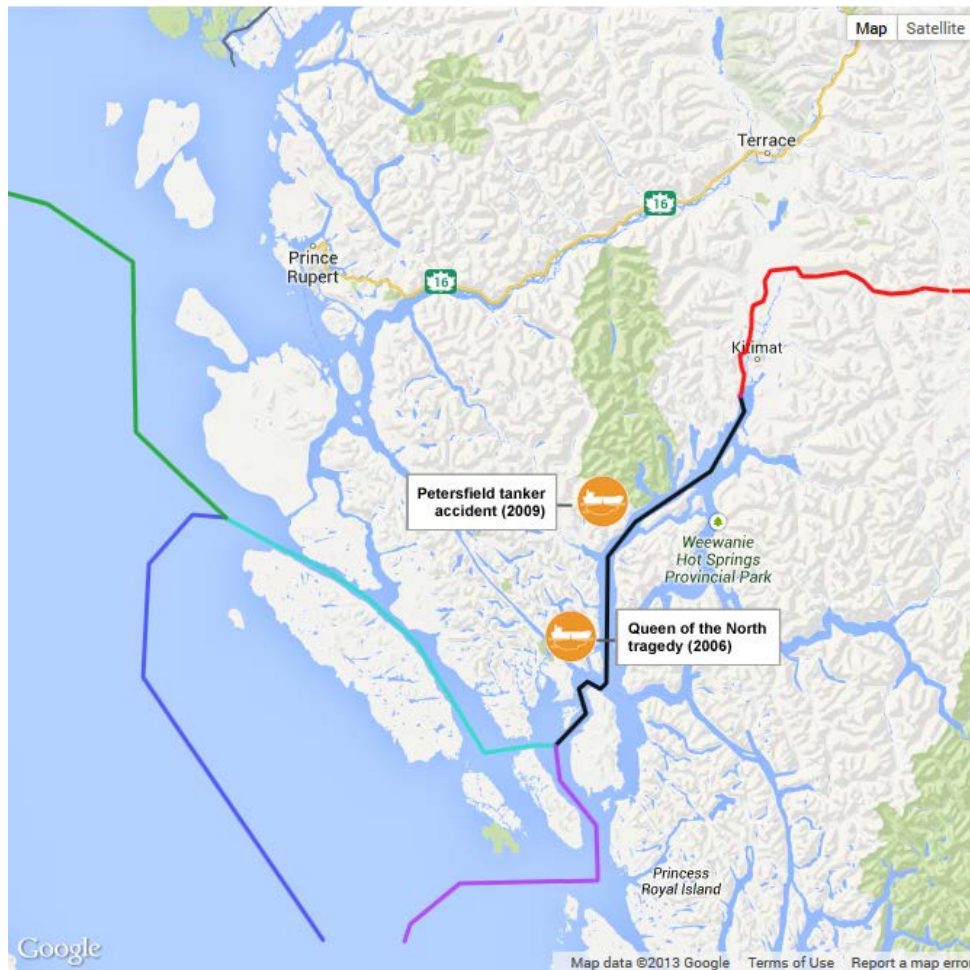 Map Satellite
Terrace
16
Prince
Rupert
16
Kitimat
Petersfield tanker
accident (2009)
Weewanie
Hot Springs
Provincial Park
Queen of the North
tragedy (2006)
Princess
Royal Island
Google
Map data ©2013 Google Terms of Use Report a map error